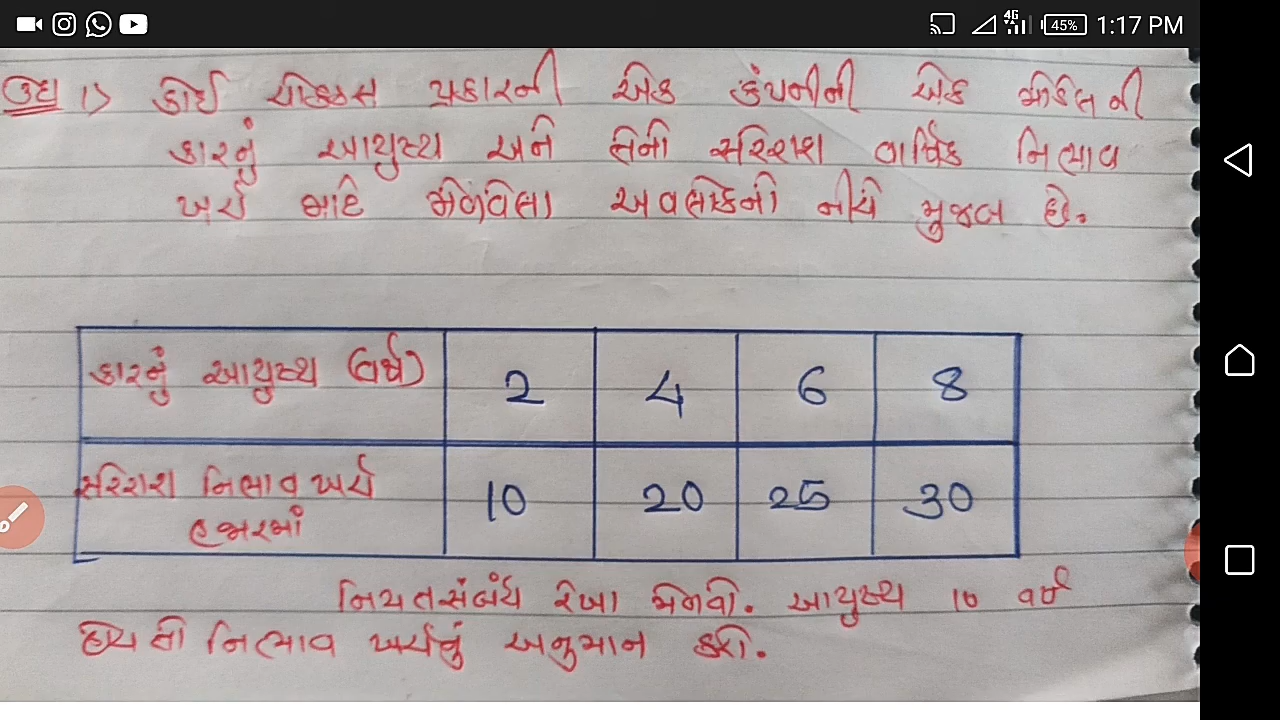 4G 45% 1:17 PM
ઉદા 1> કોઈ ચોક્કસ પ્રકારની એક કંપનીની એક મોડેલ ની
કારનું આયુષ્ય અને તેની સરેરાશ વાર્ષિક નિભાવ
ખર્ચ માટે મેળવેલા અવલોકનો નીચે મુજબ છે.
કારનું આયુષ્ય (વર્ષ) 2 4 6 8
સરેરાશ નિભાવ ખર્ચ 10 20 25 30
હજારમાં
નિયતસંબંધ રેખા મેળવો. આયુષ્ય 10 વર્ષ
હોય તો નિભાવ ખર્ચનું અનુમાન કરો.